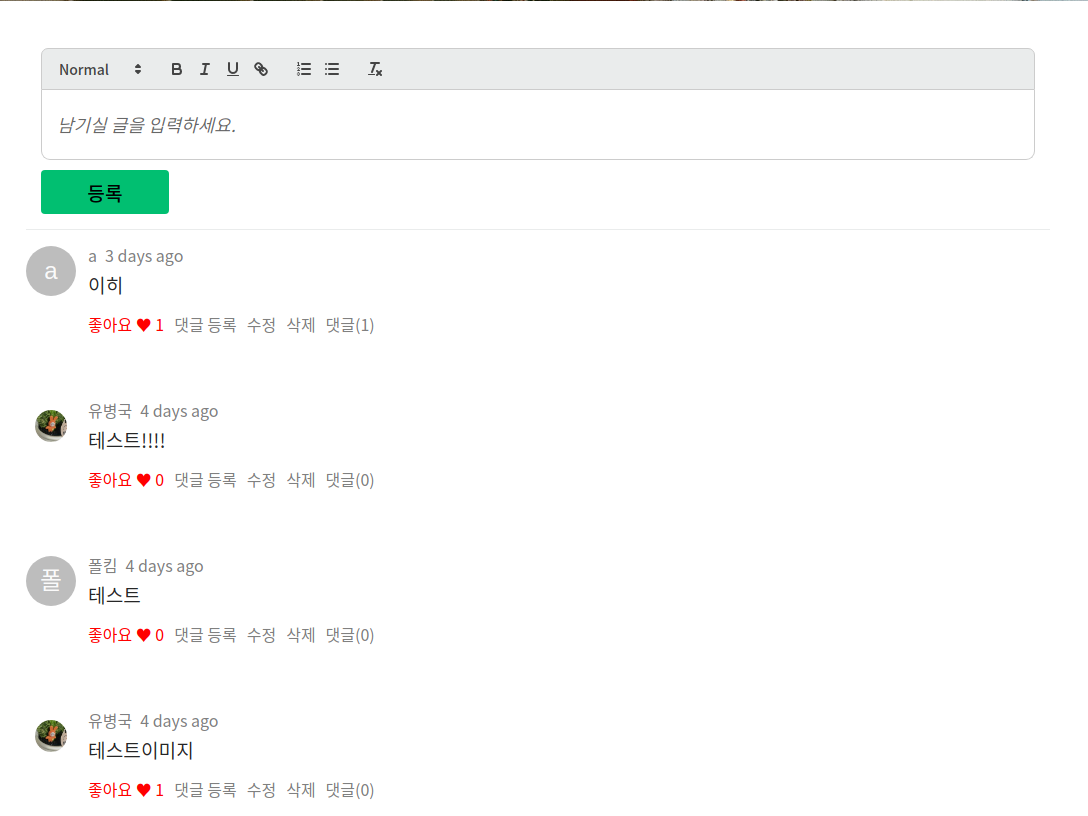 Normal B I U
남기실 글을 입력하세요.
등록
a a 3 days ago
이히
좋아요 ♥ 1 댓글 등록 수정 삭제 댓글(1)
유병국 4 days ago
테스트!!!!
좋아요 ♥ 0 댓글 등록 수정 삭제 댓글(0)
폴 폴킴 4 days ago
테스트
좋아요 ♥ 0 댓글 등록 수정 삭제 댓글(0)
유병국 4 days ago
테스트이미지
좋아요 ♥ 1 댓글 등록 수정 삭제 댓글(0)